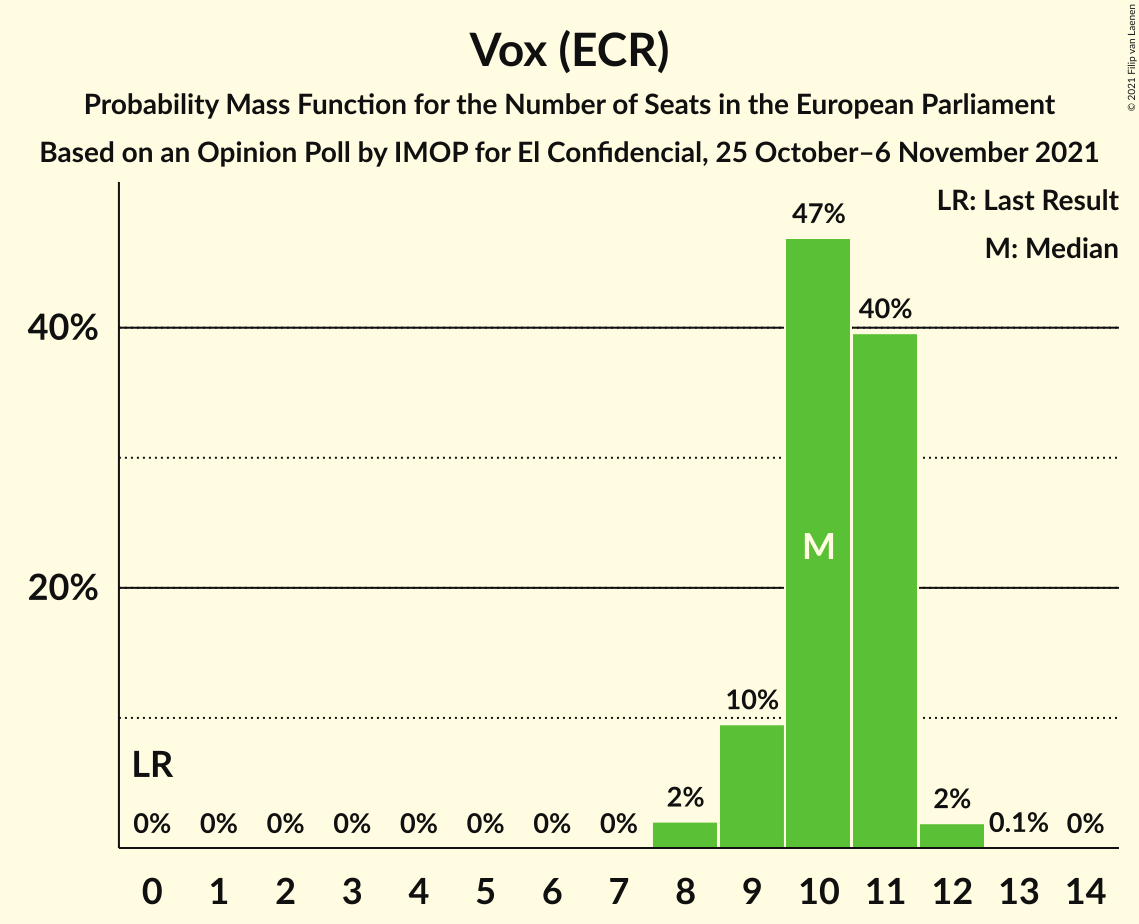 Vox (ECR)
Probability Mass Function for the Number of Seats in the European Parliament
Based on an Opinion Poll by IMOP for El Confidencial, 25 October–6 November 2021
© 2021 Filip van Laenen
LR: Last Result
M: Median
47%
40%
40%
M
20%
10%
LR
2%
2%
0% 0% 0% 0% 0% 0% 0% 0% 0.1% 0%
0 1 2 3 4 5 6 7 8 9 10 11 12 13 14